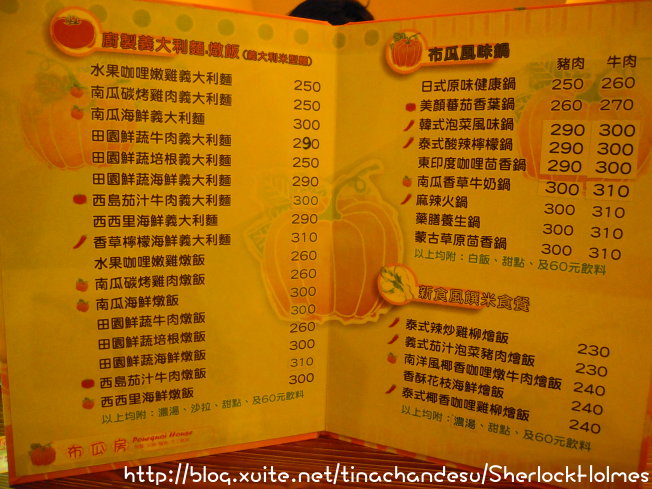 廚製義大利麵.燉飯(義大利米燉麵)
水果咖哩嫩雞義大利麵 250
南瓜碳烤雞肉義大利麵 250
南瓜海鮮義大利麵 300
田園鮮蔬牛肉義大利麵 290
田園鮮蔬培根義大利麵 250
田園鮮蔬海鮮義大利麵 290
西島茄汁牛肉義大利麵 300
西西里海鮮義大利麵 290
香草檸檬海鮮義大利麵 310
水果咖哩嫩雞燉飯 260
南瓜碳烤雞肉燉飯 260
南瓜海鮮燉飯 300
田園鮮蔬牛肉燉飯 300
田園鮮蔬培根燉飯 260
田園鮮蔬海鮮燉飯 300
西島茄汁牛肉燉飯 310
西西里海鮮燉飯 300
以上均附：濃湯、沙拉、甜點、及60元飲料
布瓜房 Pourquoi House
布瓜風味鍋
豬肉 牛肉
日式原味健康鍋 250 260
美顏蕃茄香葉鍋 260 270
韓式泡菜風味鍋 290 300
泰式酸辣檸檬鍋 290 300
東印度咖哩茴香鍋 290 300
南瓜香草牛奶鍋 300 310
麻辣火鍋 300 310
藥膳養生鍋 300 310
蒙古草原茴香鍋 300 310
以上均附：白飯、甜點、及60元飲料
新食風饌米食餐
泰式辣炒雞柳燴飯 230
義式茄汁泡菜豬肉燴飯 230
南洋風椰香咖哩燉牛肉燴飯 240
香酥花枝海鮮燴飯 240
泰式椰香咖哩雞柳燴飯 240
以上均附：濃湯、甜點、及60元飲料
http://blog.xuite.net/tinachandesu/SherlockHolmes